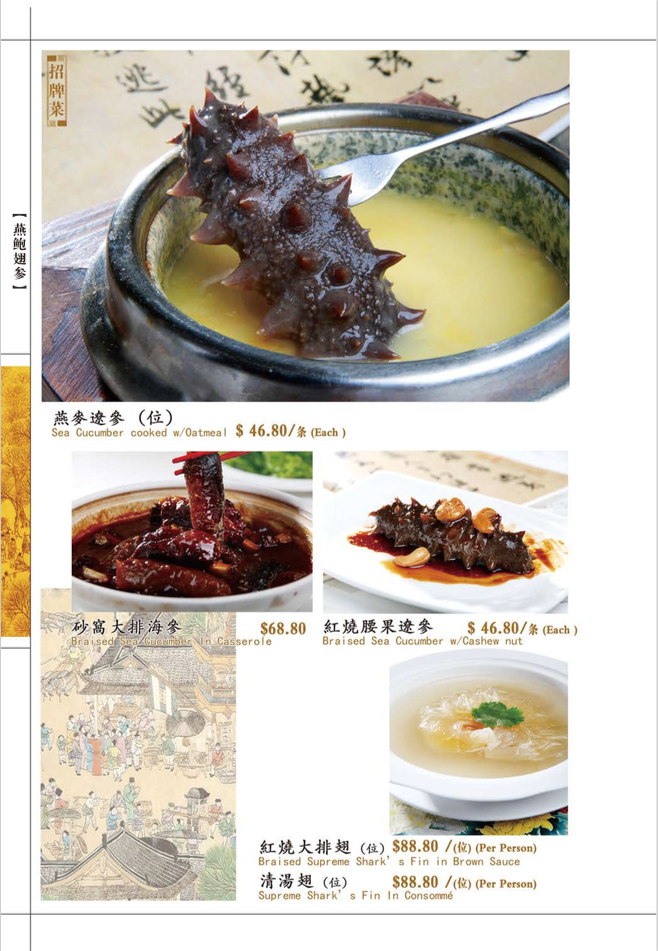 招牌菜
【燕鮑翅參】
燕麥遼參 (位)
Sea Cucumber cooked w/Oatmeal $ 46.80/条 (Each )
砂窩大排海參 $68.80
Braised Sea Cucumber In Casserole
紅燒腰果遼參 $ 46.80/条 (Each )
Braised Sea Cucumber w/Cashew nut
紅燒大排翅 (位) $88.80 /(位) (Per Person)
Braised Supreme Shark's Fin in Brown Sauce
清湯翅 (位) $88.80 /(位) (Per Person)
Supreme Shark's Fin In Consommé